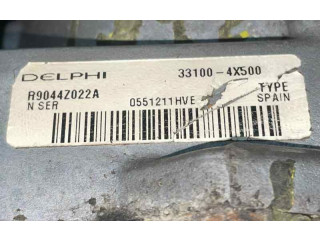 DELPHI 33100-4X500
R9044Z022A TYPE
N SER 0551211HVE SPAIN